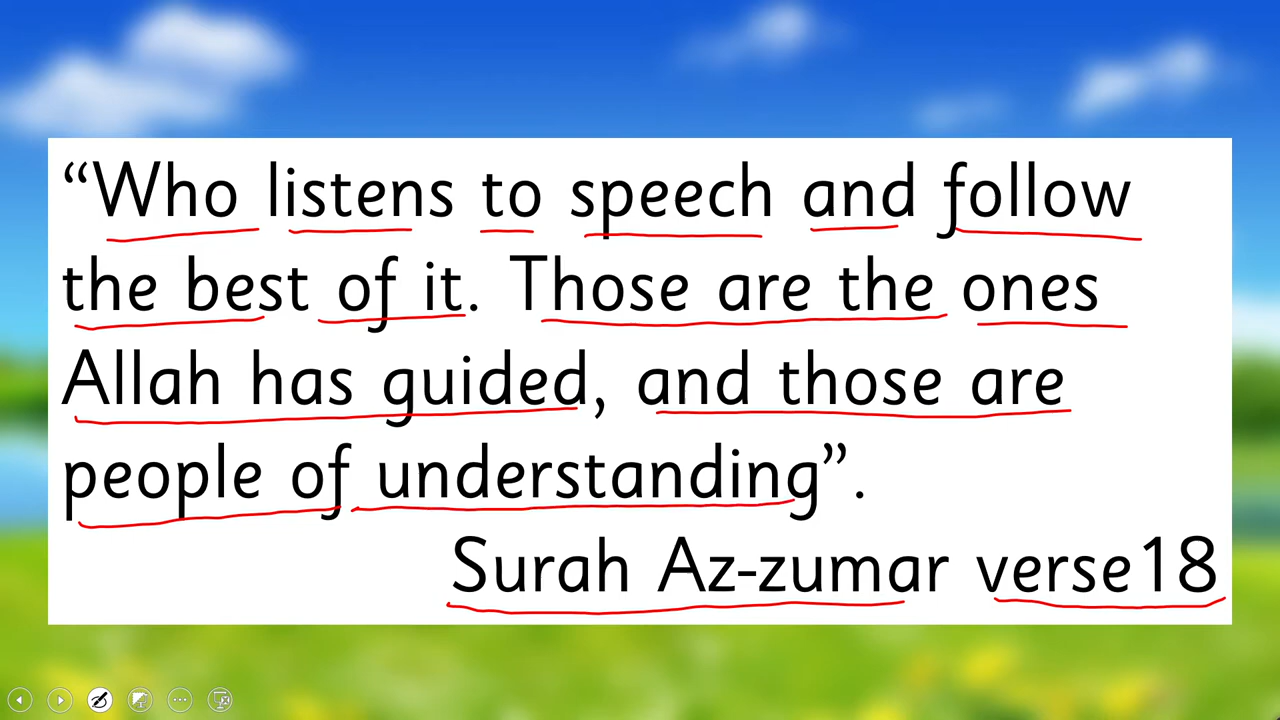 “Who listens to speech and follow
the best of it. Those are the ones
Allah has guided, and those are
people of understanding”.
Surah Az-zumar verse18